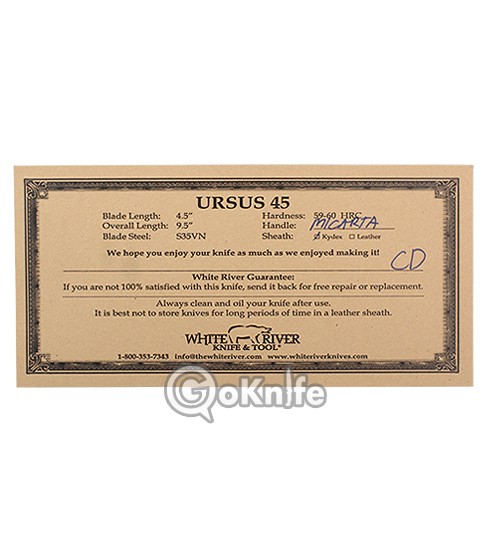 URSUS 45
Blade Length: 4.5" Hardness: 59-60 HRC
Overall Length: 9.5" Handle: MICARTA
Blade Steel: S35VN Sheath: ☑ Kydex ☐ Leather
We hope you enjoy your knife as much as we enjoyed making it!
CD
White River Guarantee:
If you are not 100% satisfied with this knife, send it back for free repair or replacement.
Always clean and oil your knife after use.
It is best not to store knives for long periods of time in a leather sheath.
WHITE RIVER
KNIFE & TOOL
1-800-353-7343 info@thewhiteriver.com www.whiteriverknives.com
GoKnife